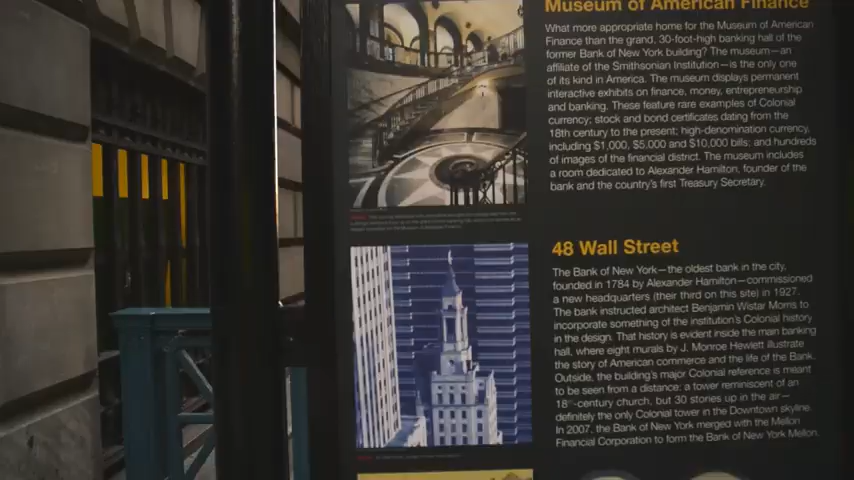 Museum of American Finance
What more appropriate home for the Museum of American
Finance than the grand, 30-foot-high banking hall of the
former Bank of New York building? The museum—an
affiliate of the Smithsonian Institution—is the only one
of its kind in America. The museum displays permanent
interactive exhibits on finance, money, entrepreneurship
and banking. These feature rare examples of Colonial
currency; stock and bond certificates dating from the
18th century to the present; high-denomination currency,
including $1,000, $5,000 and $10,000 bills; and hundreds
of images of the financial district. The museum includes
a room dedicated to Alexander Hamilton, founder of the
bank and the country's first Treasury Secretary.
48 Wall Street
The Bank of New York—the oldest bank in the city,
founded in 1784 by Alexander Hamilton—commissioned
a new headquarters (their third on this site) in 1927.
The bank instructed architect Benjamin Wistar Morris to
incorporate something of the institution's Colonial history
in the design. That history is evident inside the main banking
hall, where eight murals by J. Monroe Hewlett illustrate
the story of American commerce and the life of the Bank.
Outside, the building's major Colonial reference is meant
to be seen from a distance: a tower reminiscent of an
18th-century church, but 30 stories up in the air—
definitely the only Colonial tower in the Downtown skyline.
In 2007, the Bank of New York merged with the Mellon
Financial Corporation to form the Bank of New York Mellon.